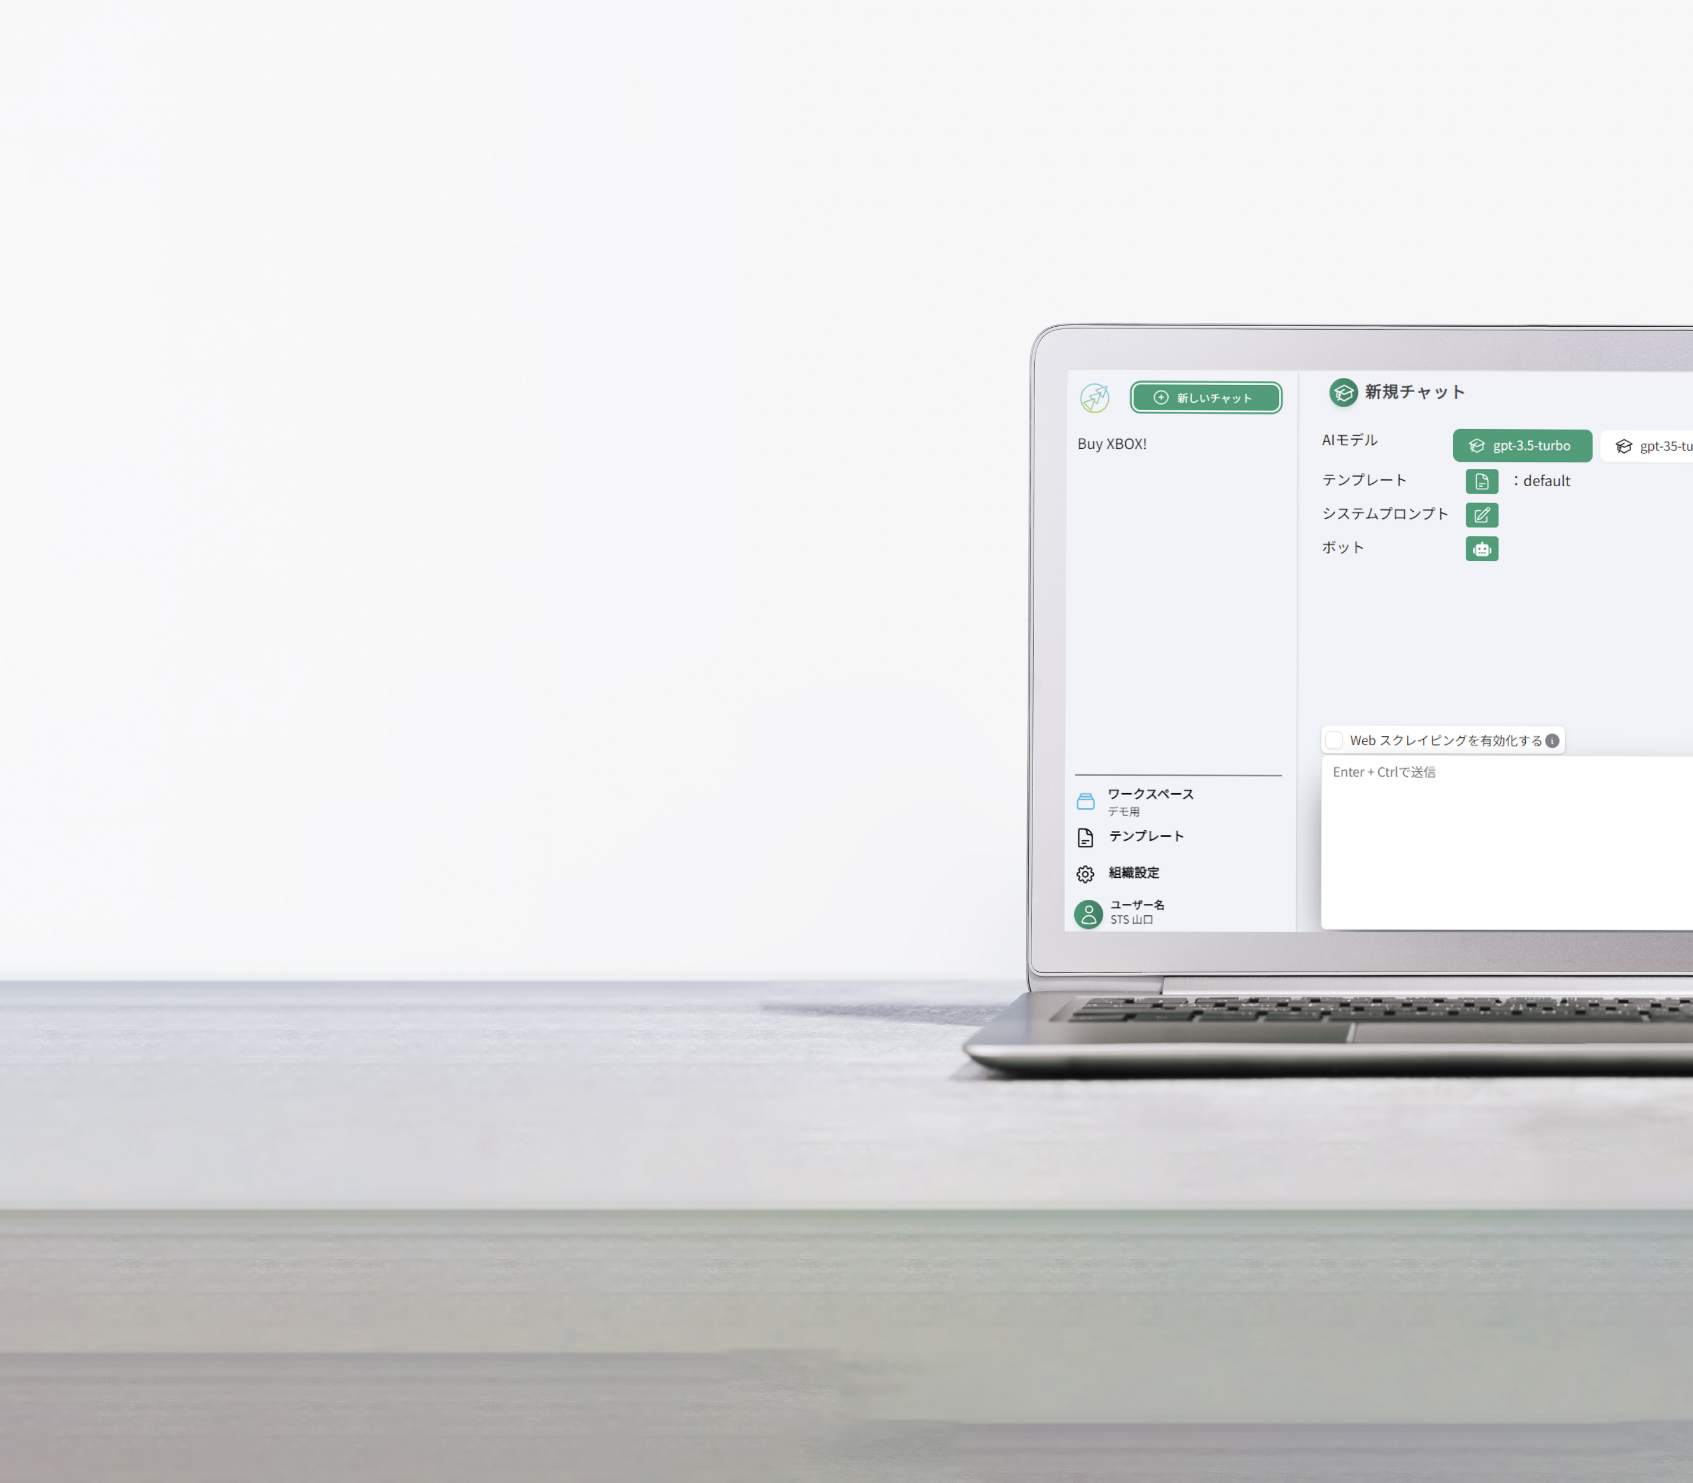 新しいチャット
Buy XBOX!
ワークスペース
デモ用
テンプレート
組織設定
ユーザー名
STS 山口
新規チャット
AIモデル
gpt-3.5-turbo
gpt-35-tu
テンプレート
：default
システムプロンプト
ボット
Web スクレイピングを有効化する
Enter + Ctrlで送信